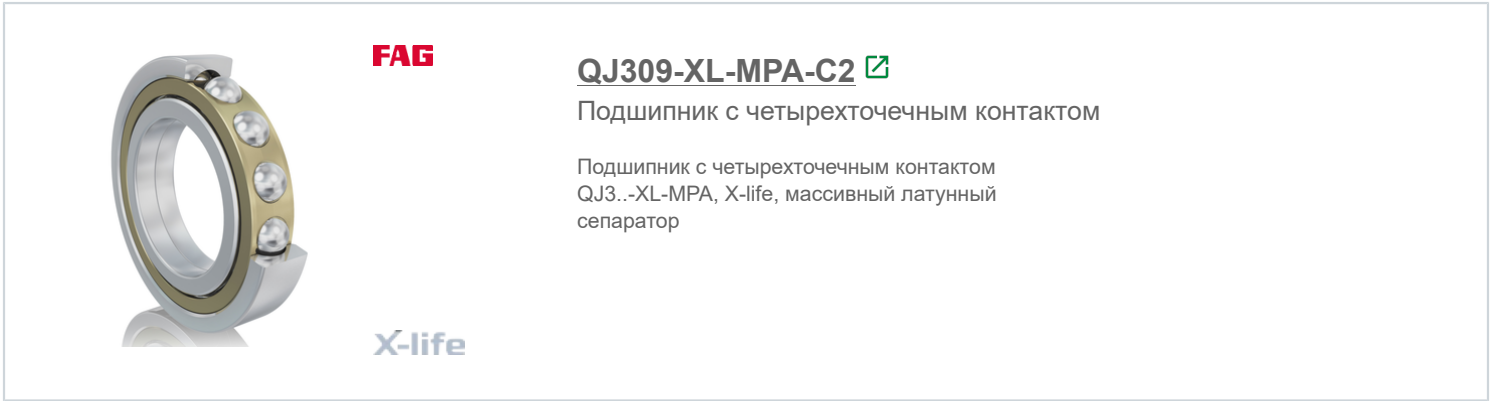 FAG
QJ309-XL-MPA-C2
Подшипник с четырехточечным контактом
Подшипник с четырехточечным контактом
QJ3..-XL-MPA, X-life, массивный латунный
сепаратор
X-life